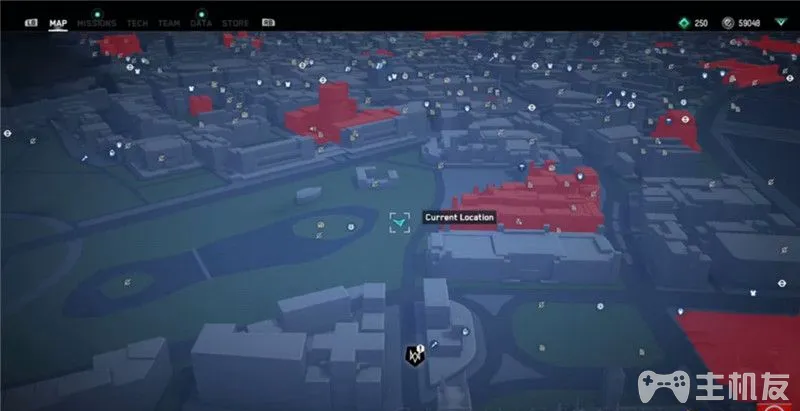 LB MAP MISSIONS TECH TEAM DATA STORE RB 250 59048
Current Location
主机友